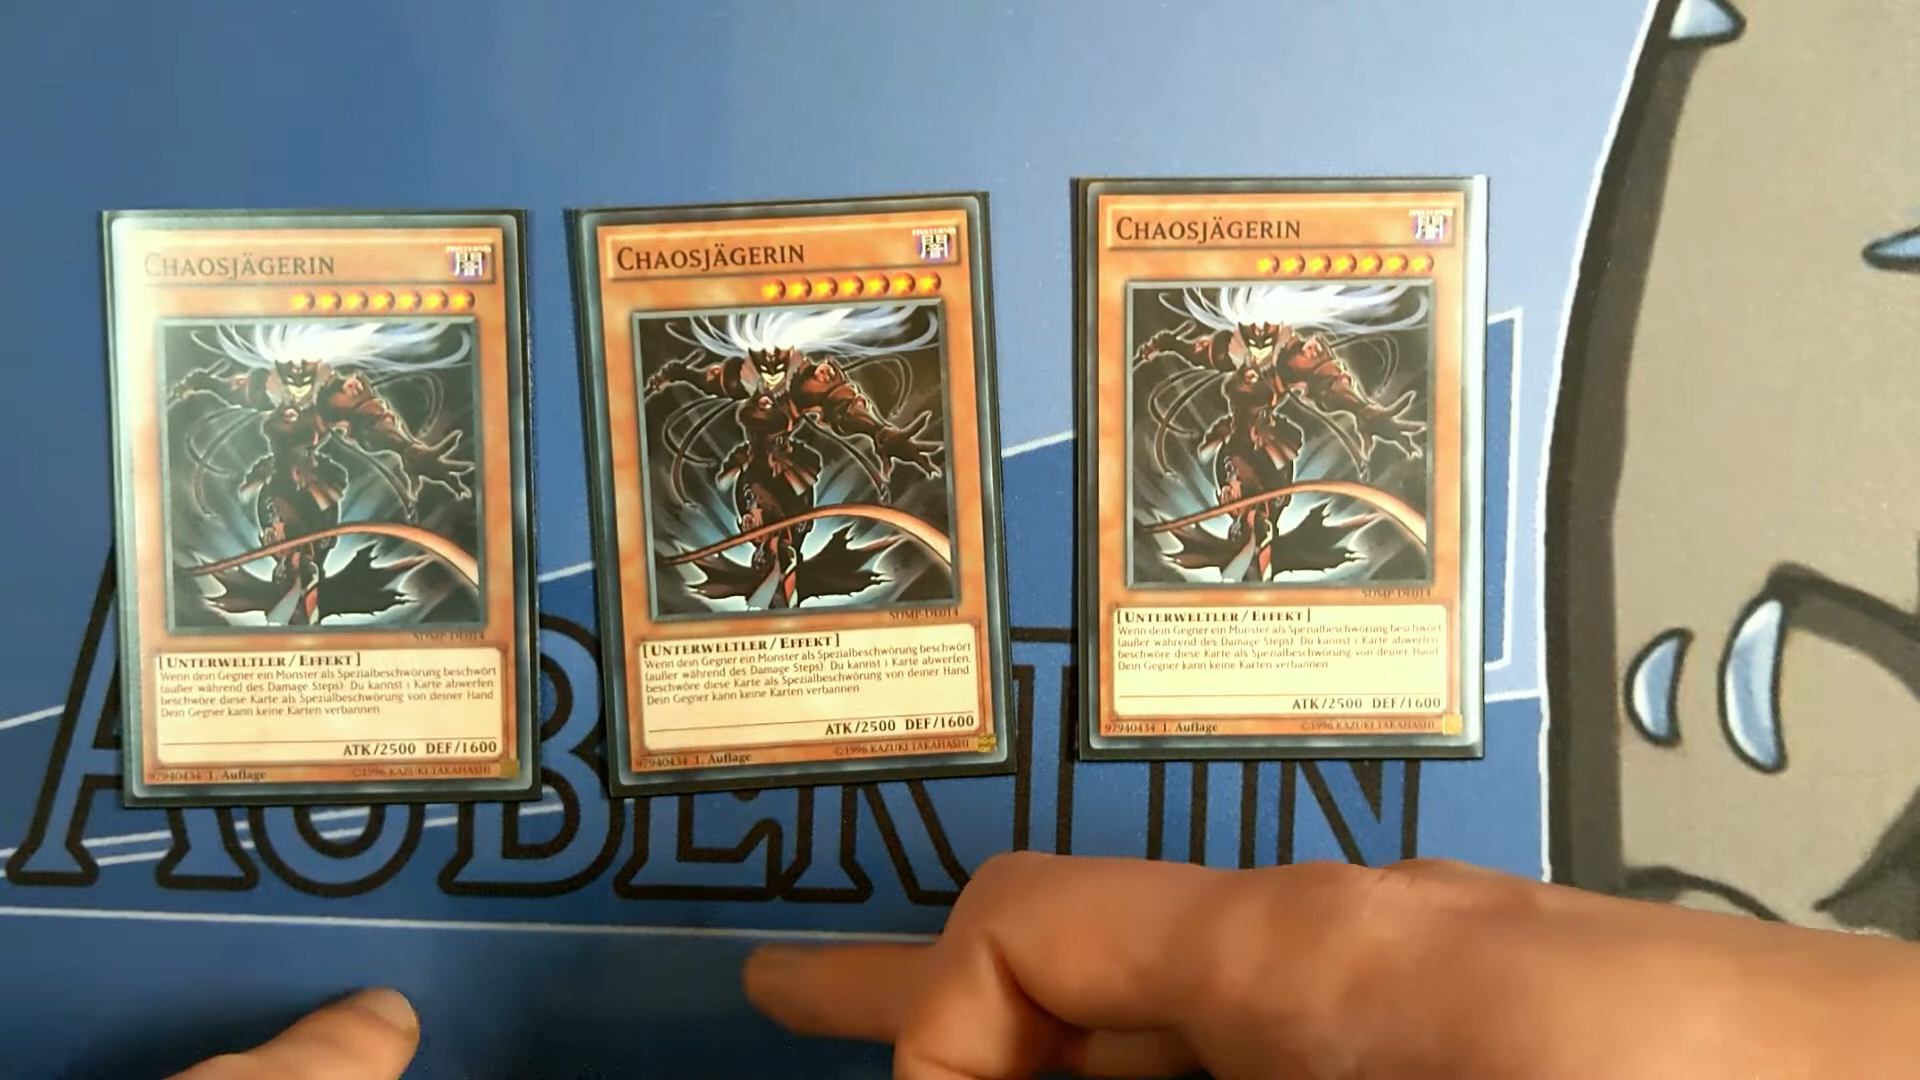 Chaosjägerin
[Unterweltler/Effekt]
Wenn dein Gegner ein Monster als Spezialbeschwörung beschwört
(außer während des Damage Steps): Du kannst 1 Karte abwerfen;
beschwöre diese Karte als Spezialbeschwörung von deiner Hand.
Dein Gegner kann keine Karten verbannen.
ATK/2500 DEF/1600
97940434 1. Auflage
©1996 KAZUKI TAKAHASHI
Chaosjägerin
闇
SDMP-DE014
[Unterweltler/Effekt]
Wenn dein Gegner ein Monster als Spezialbeschwörung beschwört
(außer während des Damage Steps): Du kannst 1 Karte abwerfen;
beschwöre diese Karte als Spezialbeschwörung von deiner Hand.
Dein Gegner kann keine Karten verbannen.
ATK/2500 DEF/1600
97940434 1. Auflage
©1996 KAZUKI TAKAHASHI
Chaosjägerin
闇
SDMP-DE014
[Unterweltler/Effekt]
Wenn dein Gegner ein Monster als Spezialbeschwörung beschwört
(außer während des Damage Steps): Du kannst 1 Karte abwerfen;
beschwöre diese Karte als Spezialbeschwörung von deiner Hand.
Dein Gegner kann keine Karten verbannen.
ATK/2500 DEF/1600
97940434 1. Auflage
©1996 KAZUKI TAKAHASHI